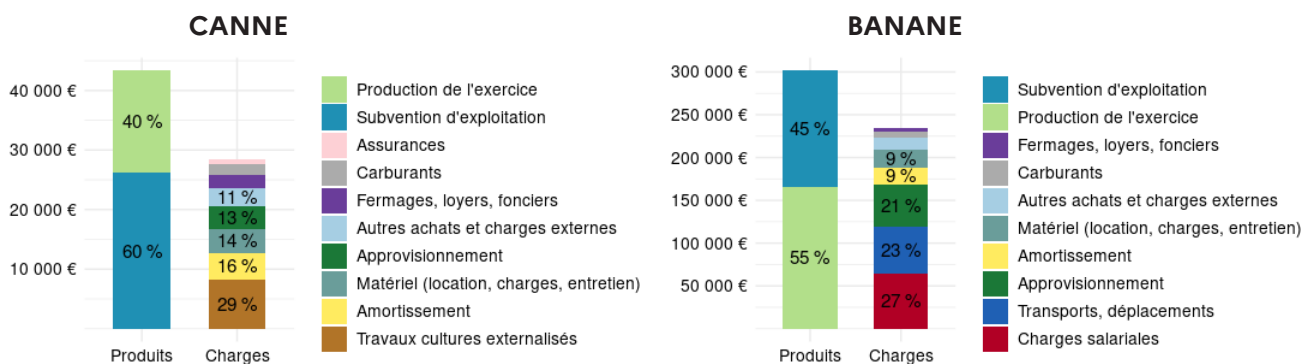 CANNE
40 000 €
30 000 €
20 000 €
10 000 €
40 %
60 %
11 %
13 %
14 %
16 %
29 %
Produits
Charges
Production de l'exercice
Subvention d'exploitation
Assurances
Carburants
Fermages, loyers, fonciers
Autres achats et charges externes
Approvisionnement
Matériel (location, charges, entretien)
Amortissement
Travaux cultures externalisés
BANANE
300 000 €
250 000 €
200 000 €
150 000 €
100 000 €
50 000 €
45 %
55 %
9 %
9 %
21 %
23 %
27 %
Produits
Charges
Subvention d'exploitation
Production de l'exercice
Fermages, loyers, fonciers
Carburants
Autres achats et charges externes
Matériel (location, charges, entretien)
Amortissement
Approvisionnement
Transports, déplacements
Charges salariales